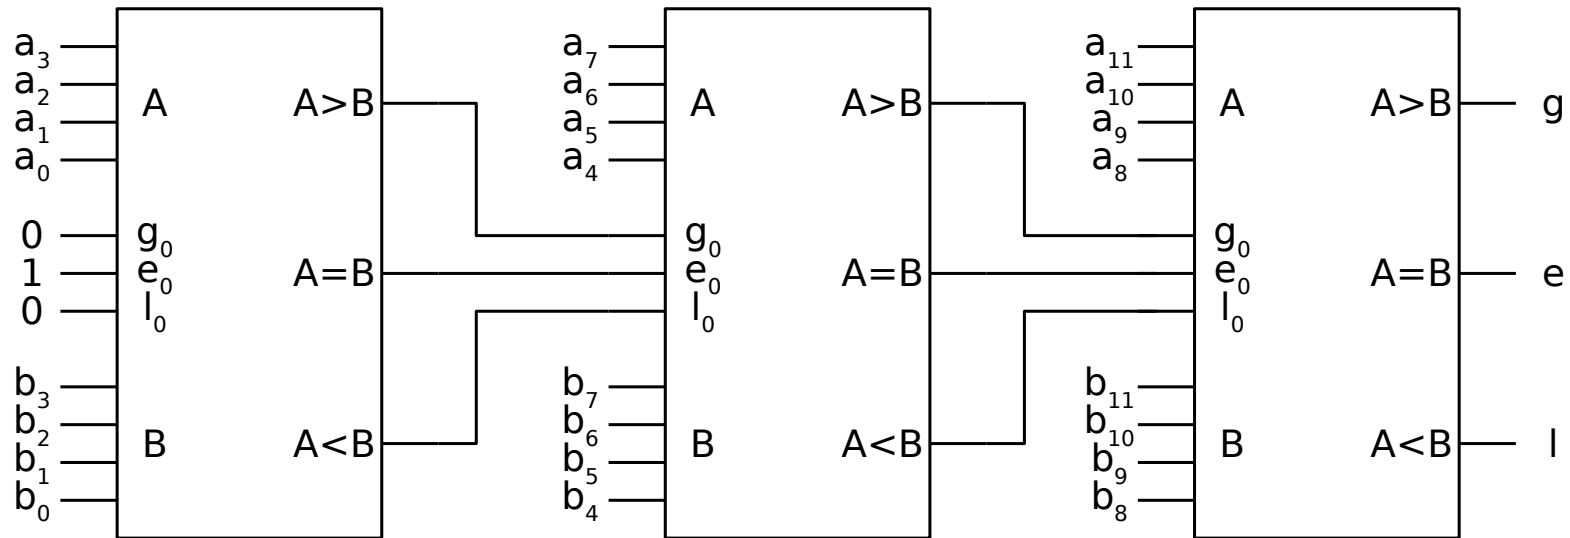 a₃ a₇ a₁₁
a₂ a₆ a₁₀
A A>B A A>B A A>B g
a₁ a₅ a₉
a₀ a₄ a₈
0 g₀ g₀ g₀
1 e₀ A=B e₀ A=B e₀ A=B e
0 l₀ l₀ l₀
b₃ b₇ b₁₁
b₂ b₆ b₁₀
B A<B B A<B B A<B l
b₁ b₅ b₉
b₀ b₄ b₈